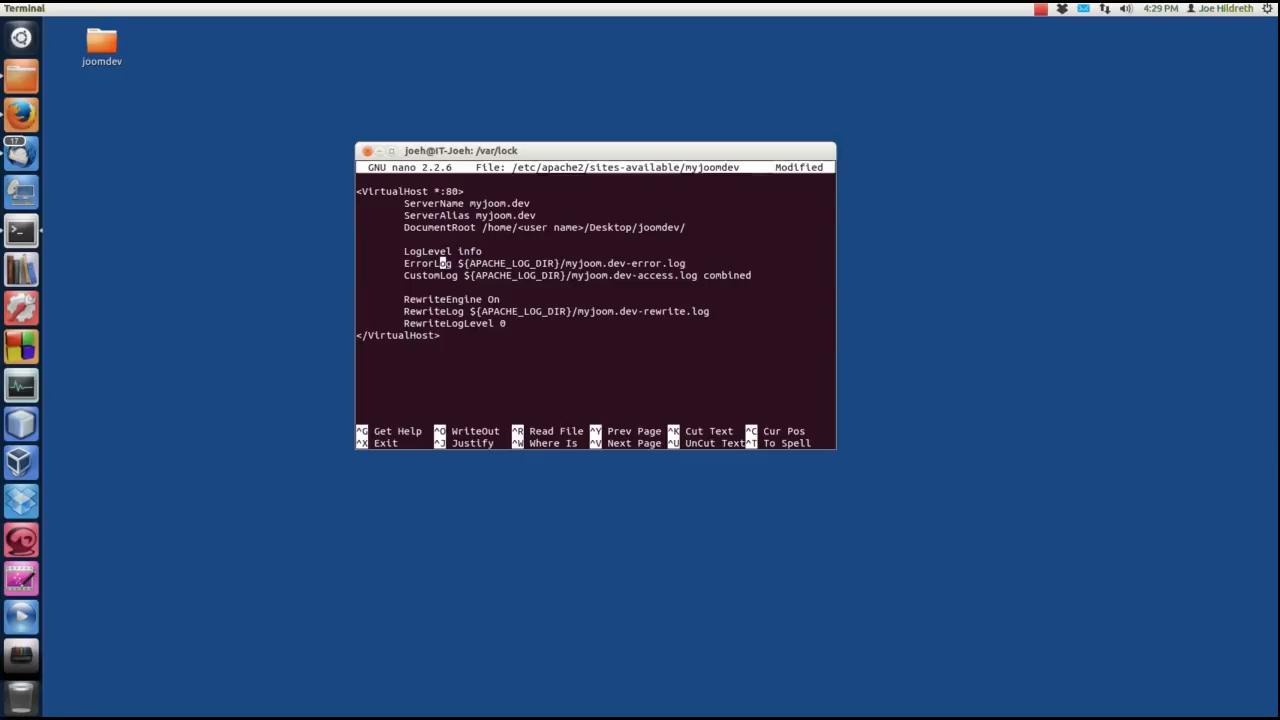 Terminal
4:29 PM
Joe Hildreth
joomdev
17
joeh@IT-Joeh: /var/lock
GNU nano 2.2.6 File: /etc/apache2/sites-available/myjoomdev Modified
<VirtualHost *:80>
ServerName myjoom.dev
ServerAlias myjoom.dev
DocumentRoot /home/<user name>/Desktop/joomdev/
LogLevel info
ErrorLog ${APACHE_LOG_DIR}/myjoom.dev-error.log
CustomLog ${APACHE_LOG_DIR}/myjoom.dev-access.log combined
RewriteEngine On
RewriteLog ${APACHE_LOG_DIR}/myjoom.dev-rewrite.log
RewriteLogLevel 0
</VirtualHost>
^G Get Help ^O WriteOut ^R Read File ^Y Prev Page ^K Cut Text ^C Cur Pos
^X Exit ^J Justify ^W Where Is ^V Next Page ^U UnCut Text^T To Spell